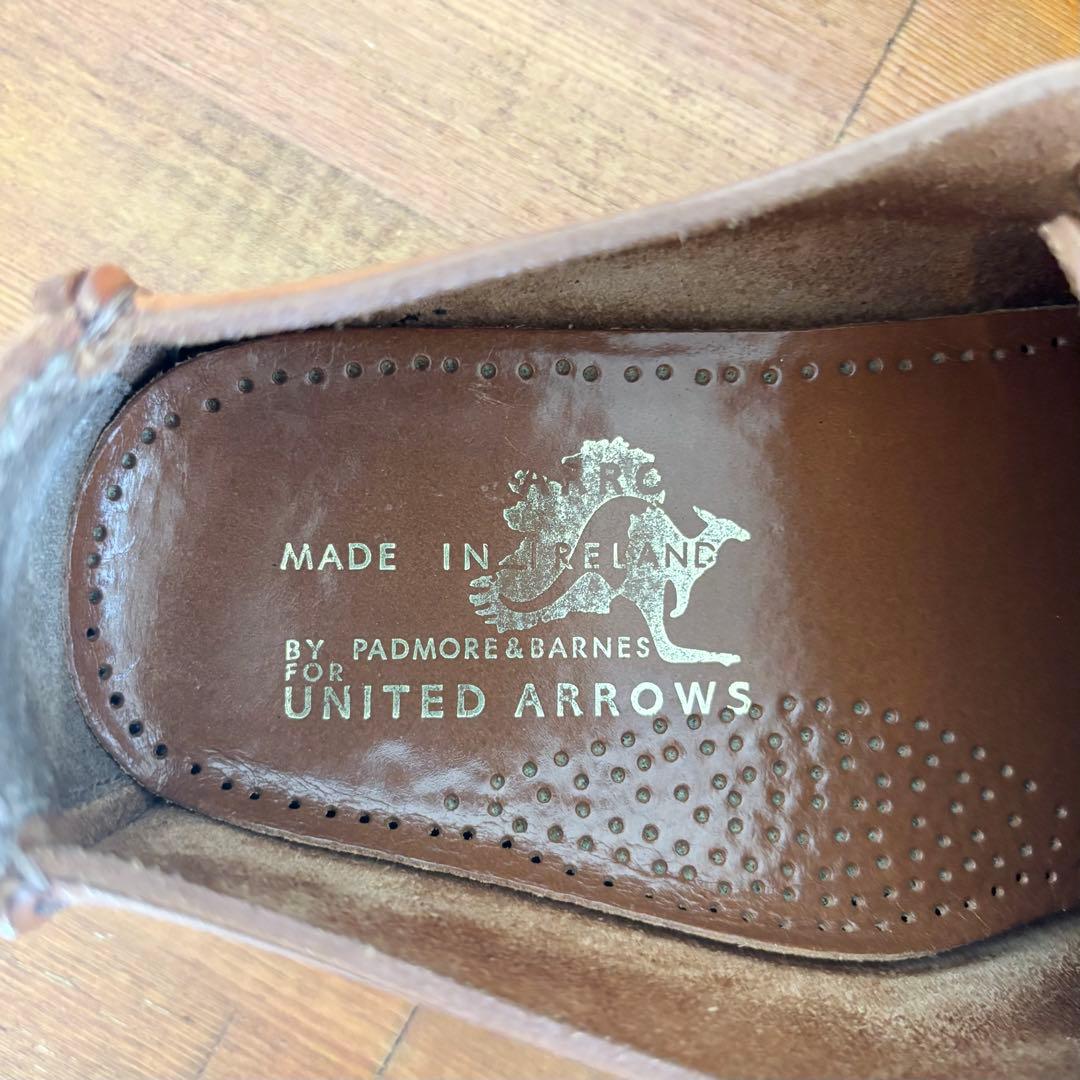 MADE IN IRELAND
BY PADMORE & BARNES
FOR
UNITED ARROWS